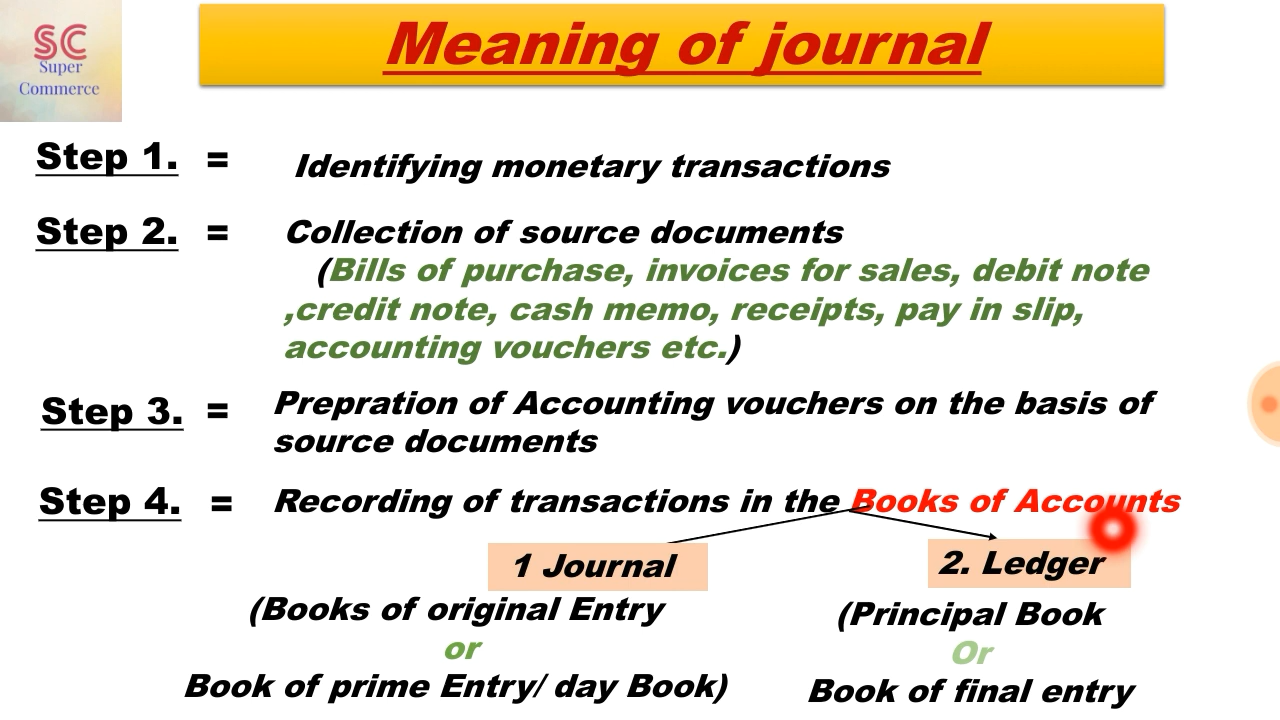 SC
Super
Commerce
Meaning of journal
Step 1. = Identifying monetary transactions
Step 2. = Collection of source documents
(Bills of purchase, invoices for sales, debit note
,credit note, cash memo, receipts, pay in slip,
accounting vouchers etc.)
Step 3. = Prepration of Accounting vouchers on the basis of
source documents
Step 4. = Recording of transactions in the Books of Accounts
1 Journal
(Books of original Entry
or
Book of prime Entry/ day Book)
2. Ledger
(Principal Book
Or
Book of final entry